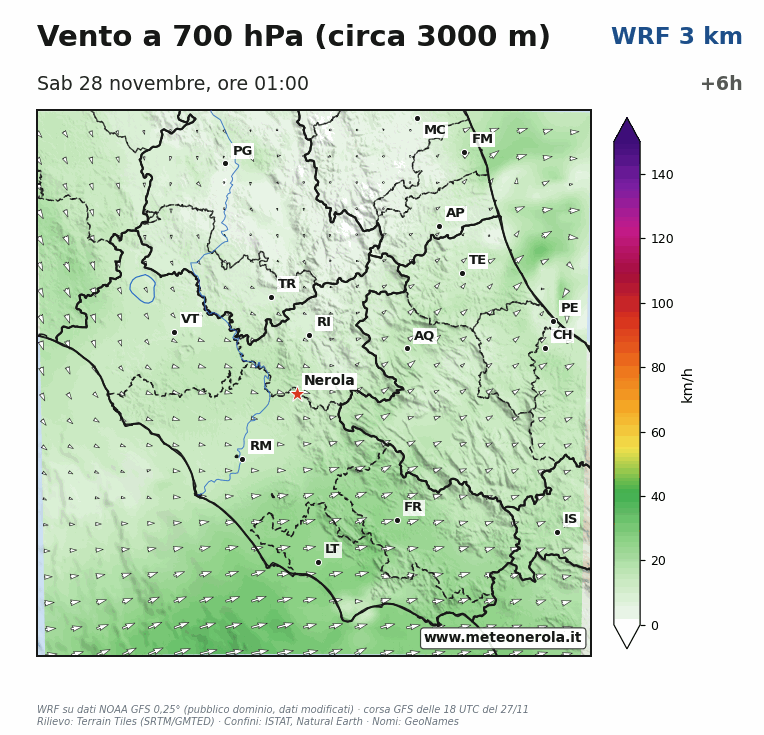 Vento a 700 hPa (circa 3000 m)
WRF 3 km
Sab 28 novembre, ore 01:00
+6h
MC
FM
PG
AP
TE
TR
PE
VT
RI
AQ
CH
Nerola
RM
FR
IS
LT
www.meteonerola.it
140
120
100
80
60
40
20
0
km/h
WRF su dati NOAA GFS 0,25° (pubblico dominio, dati modificati) · corsa GFS delle 18 UTC del 27/11
Rilievo: Terrain Tiles (SRTM/GMTED) · Confini: ISTAT, Natural Earth · Nomi: GeoNames